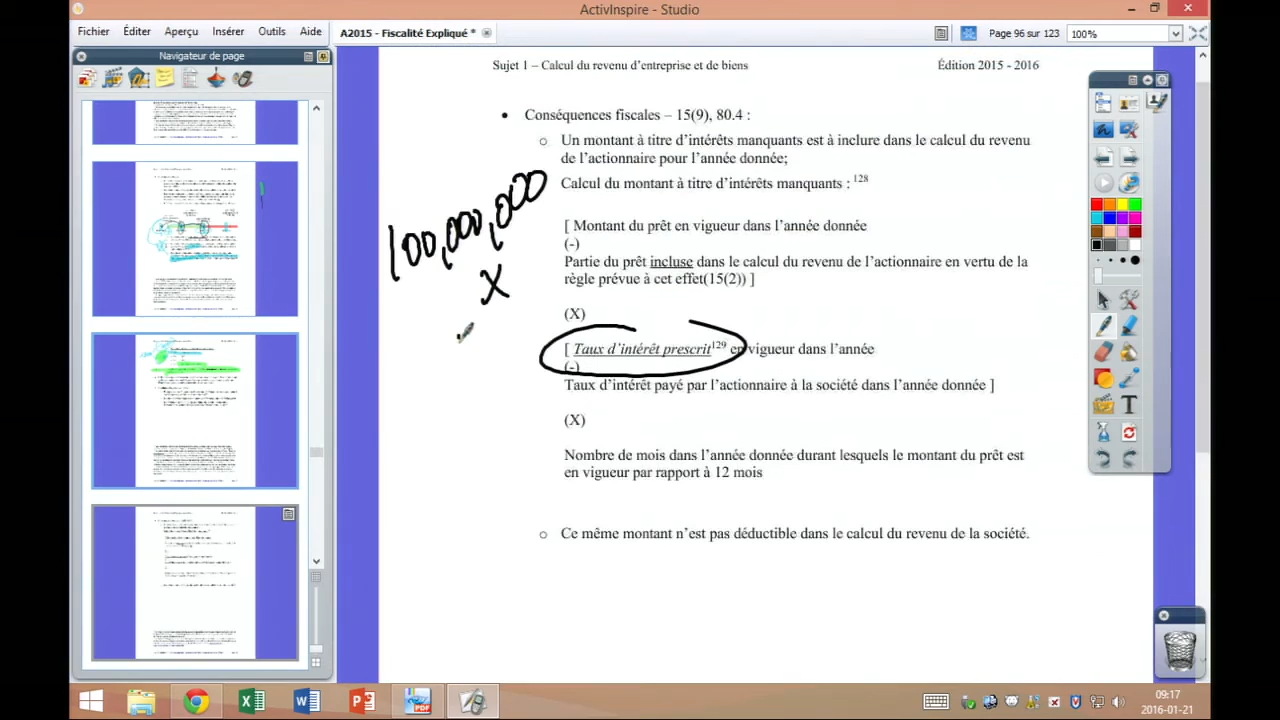 ActivInspire - Studio
Fichier Éditer Aperçu Insérer Outils Aide
A2015 - Fiscalité Expliqué *
Page 96 sur 123
100%
Navigateur de page
Sujet 1 – Calcul du revenu d'entreprise et de biens
Édition 2015 - 2016
• Conséquences fiscales – 15(9), 80.4 :
o Un montant à titre d'intérêts manquants est à inclure dans le calcul du revenu
de l'actionnaire pour l'année donnée;
Calcul du montant à titre d'intérêts manquants : 128
100,000,000
X
[ Montant du prêt en vigueur dans l'année donnée
(-)
Partie du prêt incluse dans le calcul du revenu de l'actionnaire en vertu de la
règle prévue à cet effet(15(2)) ]
(X)
[ Taux d'intérêt prescrit129 en vigueur dans l'année
(-)
Taux d'intérêt payé par l'actionnaire à la société dans l'année donnée ]
(X)
Nombre de mois dans l'année donnée durant lesquels le montant du prêt est
en vigueur sur rapport à 12 mois
o Ce même montant n'est pas déductible dans le calcul du revenu de la société.
09:17
2016-01-21